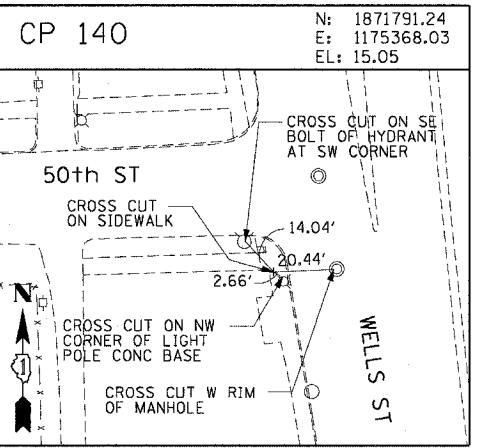 CP 140
N: 1871791.24
E: 1175368.03
EL: 15.05
CROSS CUT ON SE
BOLT OF HYDRANT
AT SW CORNER
50th ST
CROSS CUT
ON SIDEWALK
14.04'
20.44'
2.66'
N
1
CROSS CUT ON NW
CORNER OF LIGHT
POLE CONC BASE
WELLS ST
CROSS CUT W RIM
OF MANHOLE